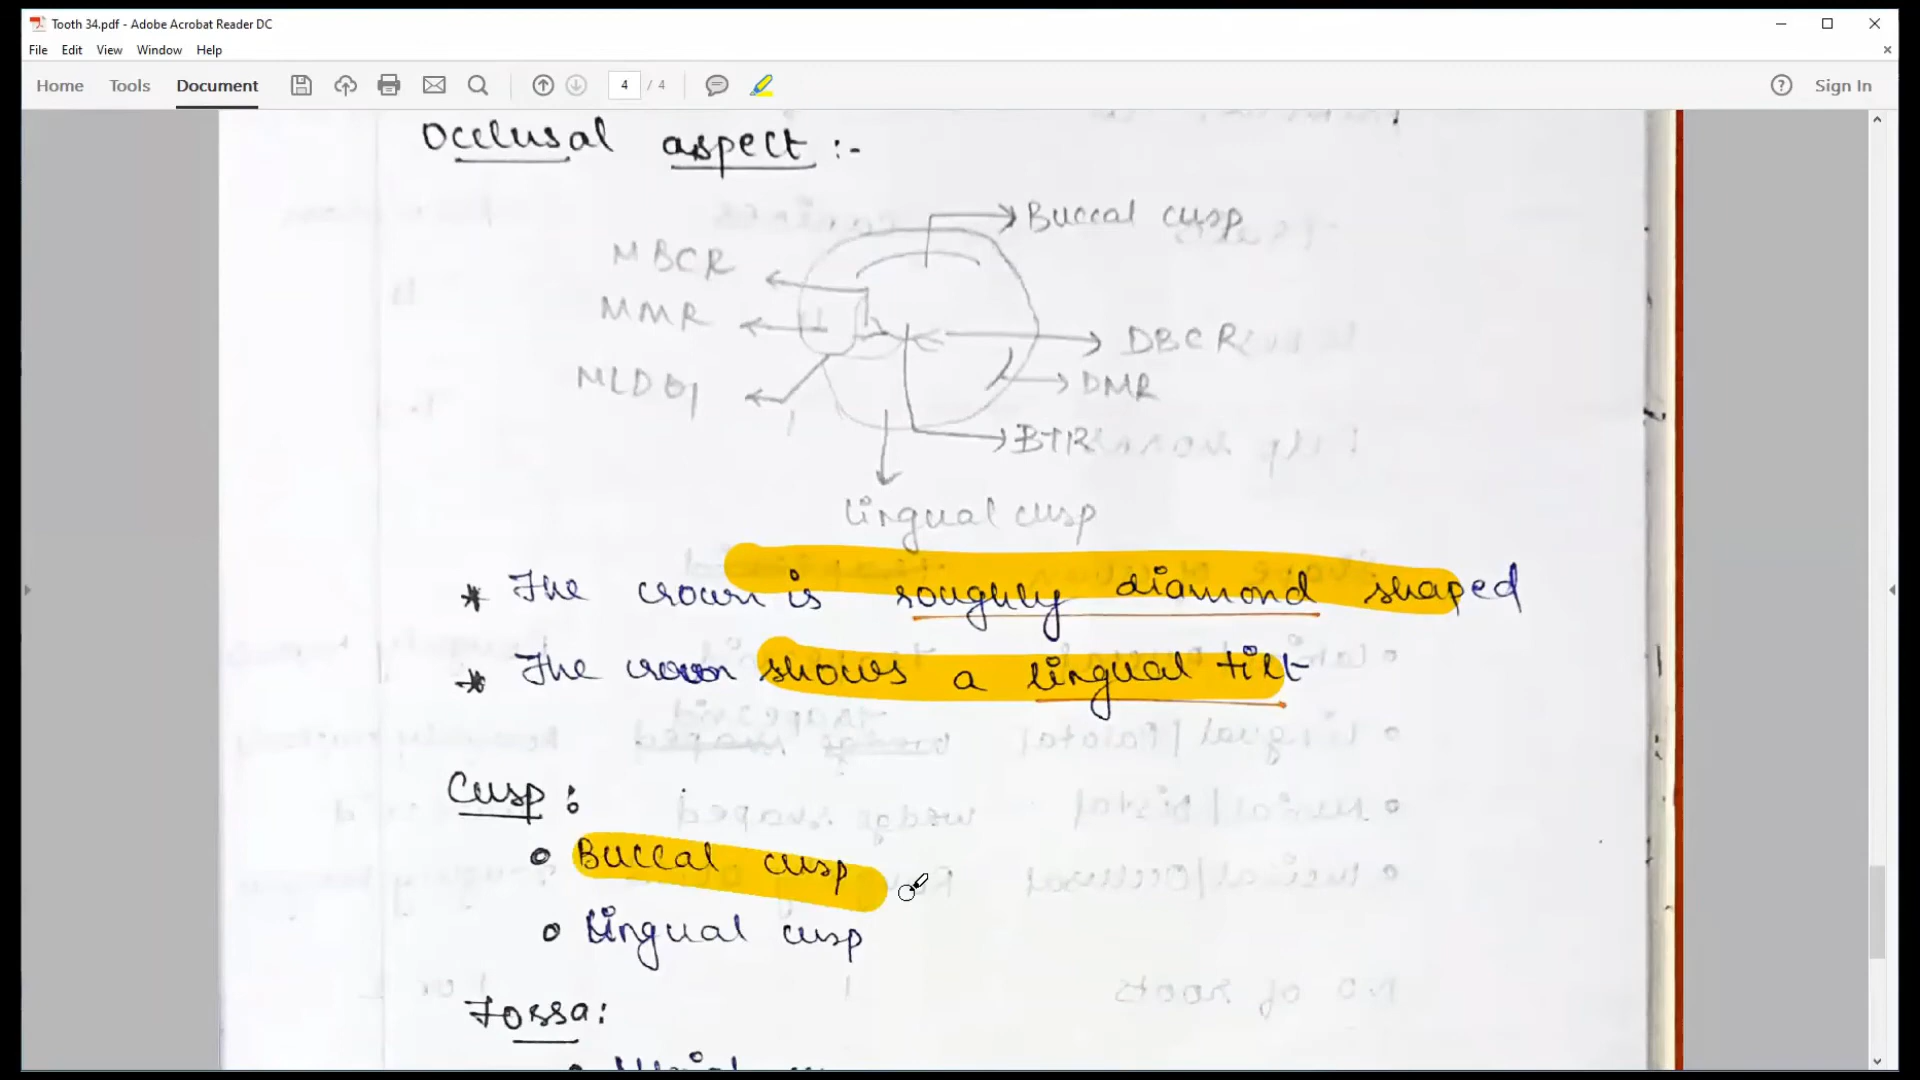 Tooth 34.pdf - Adobe Acrobat Reader DC
File Edit View Window Help
Home Tools Document 4 / 4 Sign In
Occlusal aspect :-
Buccal cusp
MBCR
MMR
DBCR
MLDG
DMR
BTR
Lingual cusp
* The crown is roughly diamond shaped
* The crown shows a lingual tilt
Cusp :
Buccal cusp
Lingual cusp
Fossa :